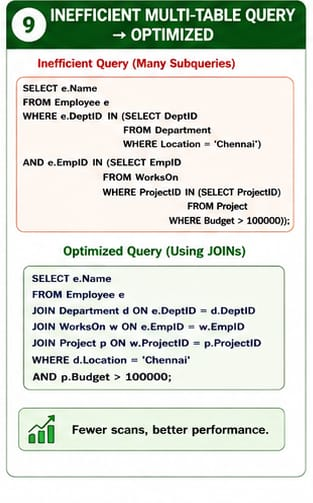 9 INEFFICIENT MULTI-TABLE QUERY
→ OPTIMIZED
Inefficient Query (Many Subqueries)
SELECT e.Name
FROM Employee e
WHERE e.DeptID IN (SELECT DeptID
FROM Department
WHERE Location = 'Chennai')
AND e.EmpID IN (SELECT EmpID
FROM WorksOn
WHERE ProjectID IN (SELECT ProjectID)
FROM Project
WHERE Budget > 100000));
Optimized Query (Using JOINs)
SELECT e.Name
FROM Employee e
JOIN Department d ON e.DeptID = d.DeptID
JOIN WorksOn w ON e.EmpID = w.EmpID
JOIN Project p ON w.ProjectID = p.ProjectID
WHERE d.Location = 'Chennai'
AND p.Budget > 100000;
Fewer scans, better performance.